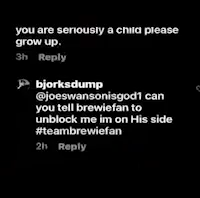 you are seriously a child please
grow up.
3h Reply
bjorksdump
@joeswansonisgod1 can
you tell brewiefan to
unblock me im on His side
#teambrewiefan
2h Reply